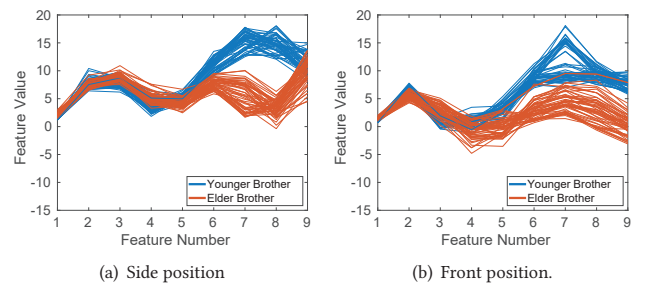 20
15
10
5
0
-5
-10
-15
Feature Value
Younger Brother
Elder Brother
1 2 3 4 5 6 7 8 9
Feature Number
(a) Side position
20
15
10
5
0
-5
-10
-15
Feature Value
Younger Brother
Elder Brother
1 2 3 4 5 6 7 8 9
Feature Number
(b) Front position.